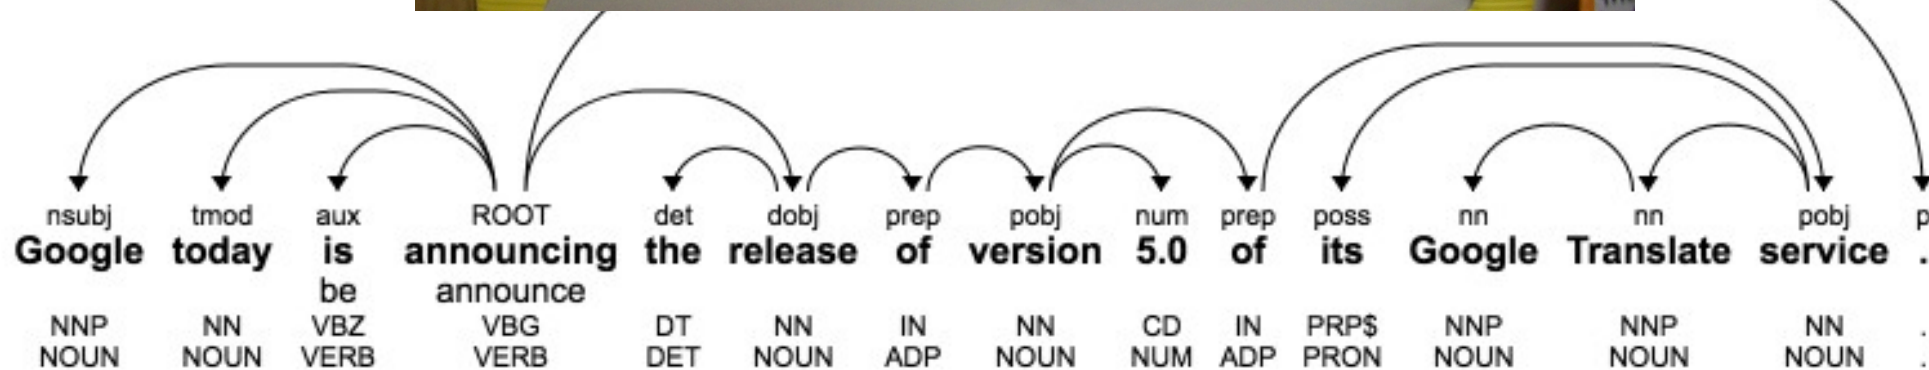 nsubj tmod aux ROOT det dobj prep pobj num prep poss nn nn pobj p
Google today is announcing the release of version 5.0 of its Google Translate service .
be announce
NNP NN VBZ VBG DT NN IN NN CD IN PRP$ NNP NNP NN .
NOUN NOUN VERB VERB DET NOUN ADP NOUN NUM ADP PRON NOUN NOUN NOUN .